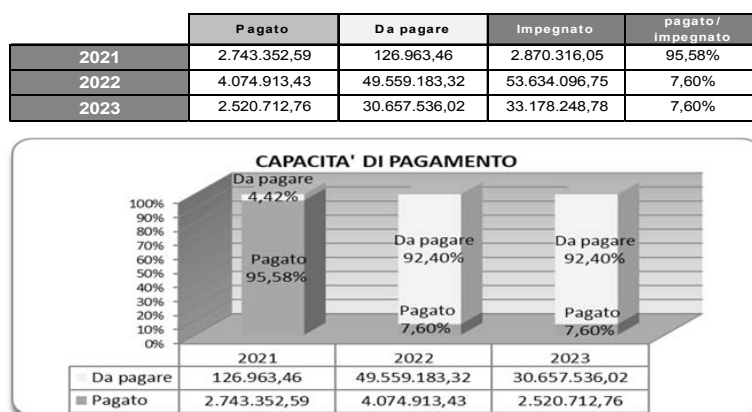 Pagato Da pagare Impegnato pagato/
impegnato
2021 2.743.352,59 126.963,46 2.870.316,05 95,58%
2022 4.074.913,43 49.559.183,32 53.634.096,75 7,60%
2023 2.520.712,76 30.657.536,02 33.178.248,78 7,60%
CAPACITA' DI PAGAMENTO
100%
90%
80%
70%
60%
50%
40%
30%
20%
10%
0%
Da pagare
4,42%
Pagato
95,58%
Da pagare
92,40%
Pagato
7,60%
Da pagare
92,40%
Pagato
7,60%
2021 2022 2023
Da pagare 126.963,46 49.559.183,32 30.657.536,02
Pagato 2.743.352,59 4.074.913,43 2.520.712,76